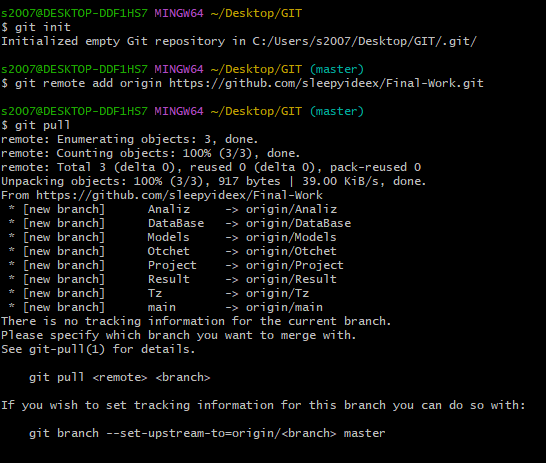 s2007@DESKTOP-DDF1HS7 MINGW64 ~/Desktop/GIT
$ git init
Initialized empty Git repository in C:/Users/s2007/Desktop/GIT/.git/

s2007@DESKTOP-DDF1HS7 MINGW64 ~/Desktop/GIT (master)
$ git remote add origin https://github.com/sleepyideex/Final-Work.git

s2007@DESKTOP-DDF1HS7 MINGW64 ~/Desktop/GIT (master)
$ git pull
remote: Enumerating objects: 3, done.
remote: Counting objects: 100% (3/3), done.
remote: Total 3 (delta 0), reused 0 (delta 0), pack-reused 0
Unpacking objects: 100% (3/3), 917 bytes | 39.00 KiB/s, done.
From https://github.com/sleepyideex/Final-Work
 * [new branch]      Analiz     -> origin/Analiz
 * [new branch]      DataBase   -> origin/DataBase
 * [new branch]      Models     -> origin/Models
 * [new branch]      Otchet     -> origin/Otchet
 * [new branch]      Project    -> origin/Project
 * [new branch]      Result     -> origin/Result
 * [new branch]      Tz         -> origin/Tz
 * [new branch]      main       -> origin/main
There is no tracking information for the current branch.
Please specify which branch you want to merge with.
See git-pull(1) for details.

    git pull <remote> <branch>

If you wish to set tracking information for this branch you can do so with:

    git branch --set-upstream-to=origin/<branch> master